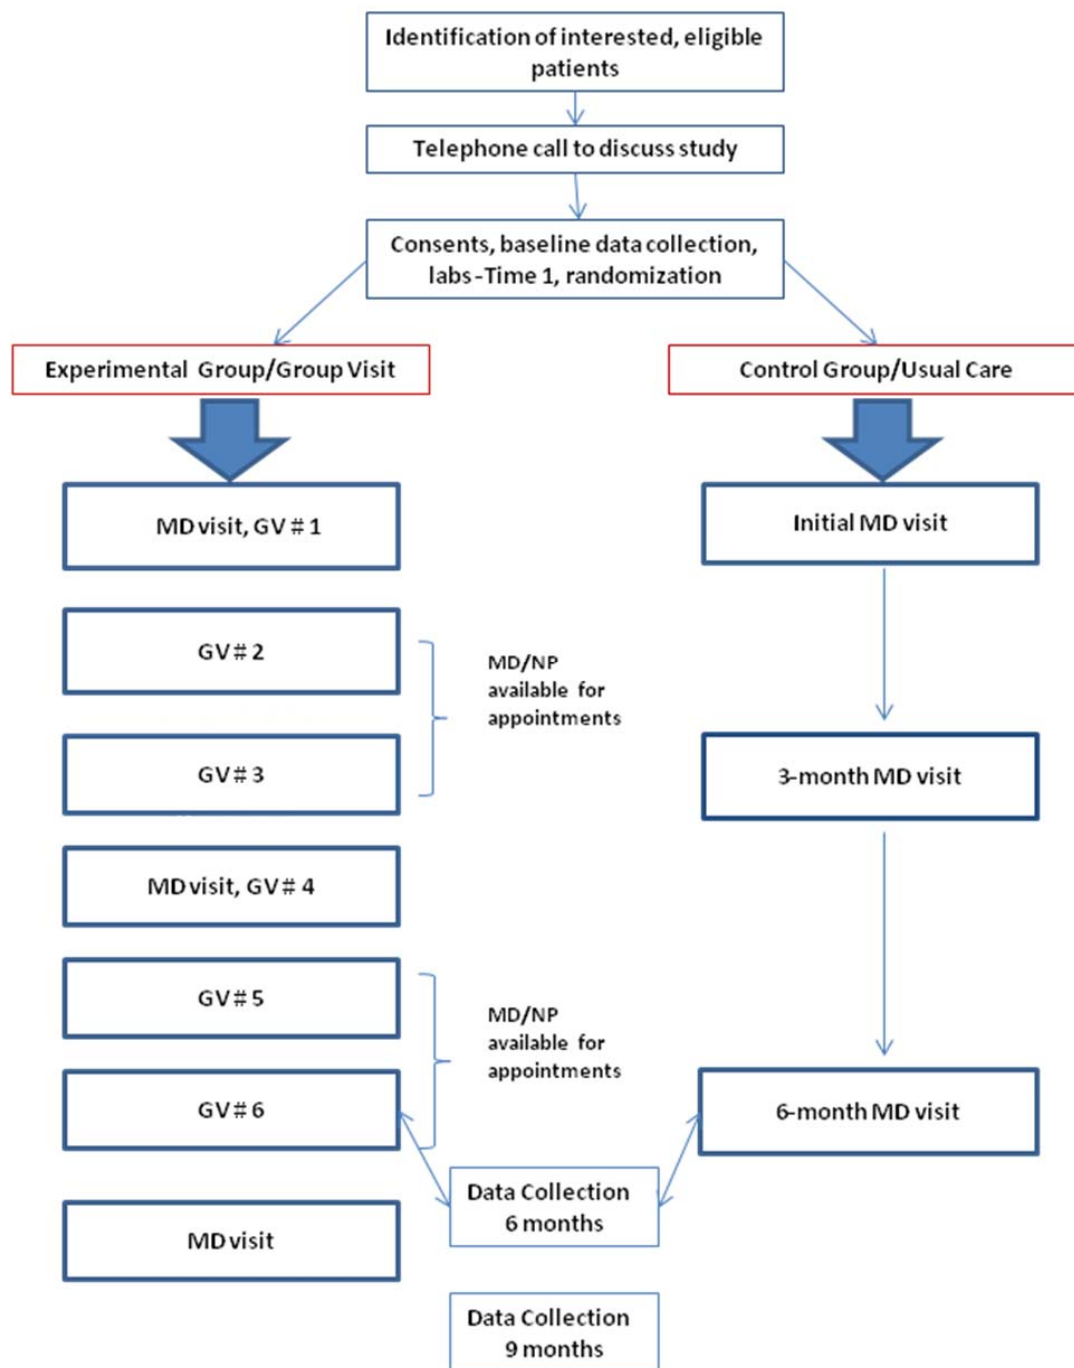 Identification of interested, eligible
patients
Telephone call to discuss study
Consents, baseline data collection,
labs -Time 1, randomization
Experimental Group/Group Visit
Control Group/Usual Care
MD visit, GV # 1
Initial MD visit
GV # 2
MD/NP
available for
appointments
GV # 3
3-month MD visit
MD visit, GV # 4
GV # 5
MD/NP
available for
appointments
GV # 6
6-month MD visit
Data Collection
6 months
MD visit
Data Collection
9 months